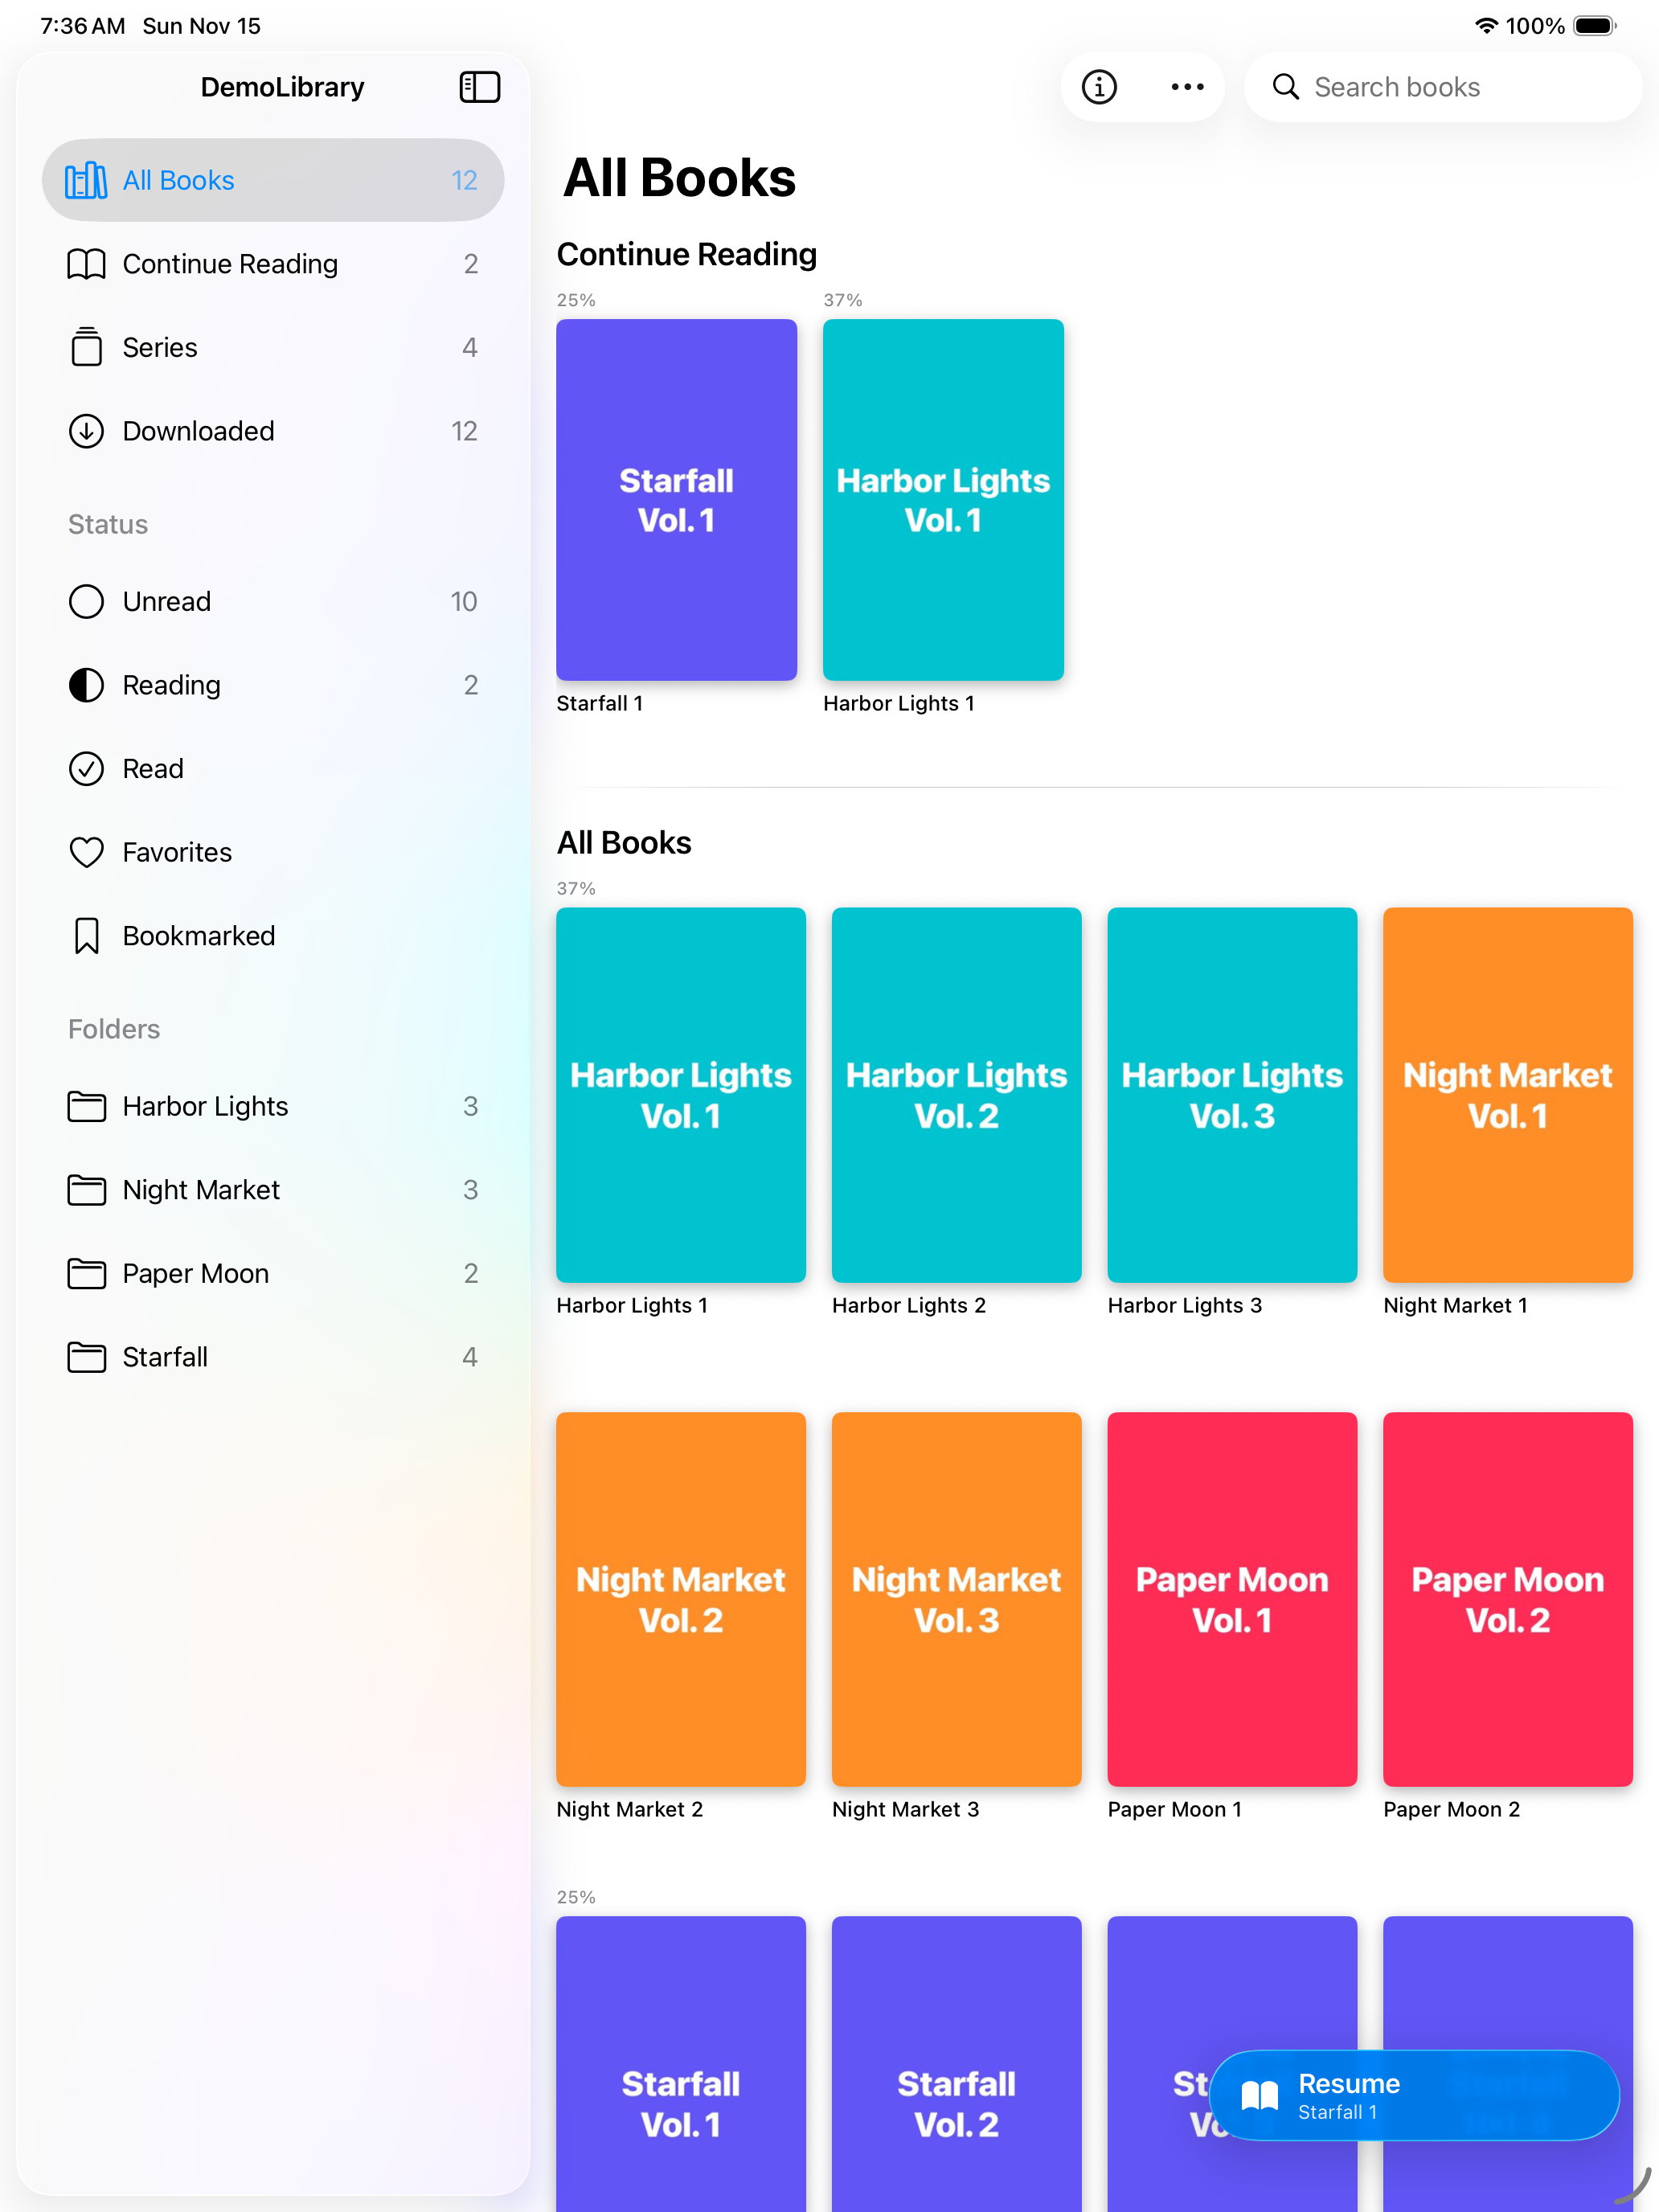 7:36 AM Sun Nov 15
100%
DemoLibrary
All Books 12
Continue Reading 2
Series 4
Downloaded 12
Status
Unread 10
Reading 2
Read
Favorites
Bookmarked
Folders
Harbor Lights 3
Night Market 3
Paper Moon 2
Starfall 4
Search books
All Books
Continue Reading
25% 37%
Starfall
Vol. 1
Harbor Lights
Vol. 1
Starfall 1
Harbor Lights 1
All Books
37%
Harbor Lights
Vol. 1
Harbor Lights
Vol. 2
Harbor Lights
Vol. 3
Night Market
Vol. 1
Harbor Lights 1
Harbor Lights 2
Harbor Lights 3
Night Market 1
Night Market
Vol. 2
Night Market
Vol. 3
Paper Moon
Vol. 1
Paper Moon
Vol. 2
Night Market 2
Night Market 3
Paper Moon 1
Paper Moon 2
25%
Starfall
Vol. 1
Starfall
Vol. 2
Resume
Starfall 1